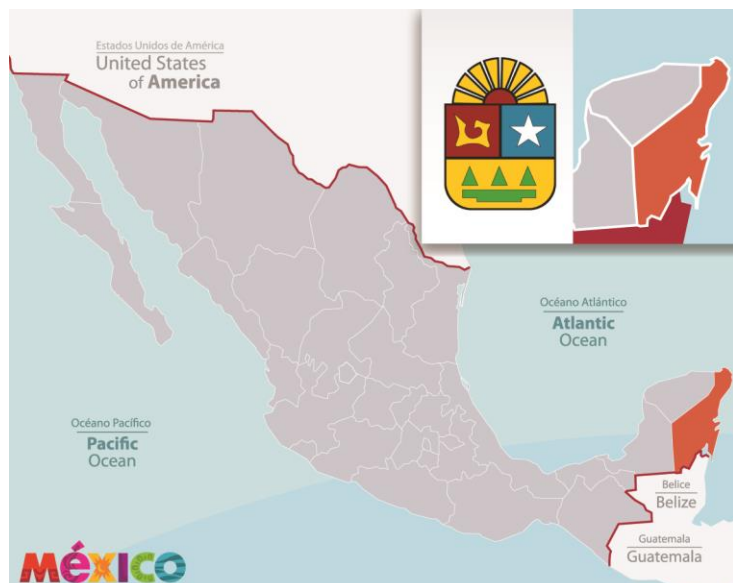 Estados Unidos de América
United States
of America
Océano Atlántico
Atlantic
Ocean
Océano Pacífico
Pacific
Ocean
Belice
Belize
Guatemala
Guatemala
méxico